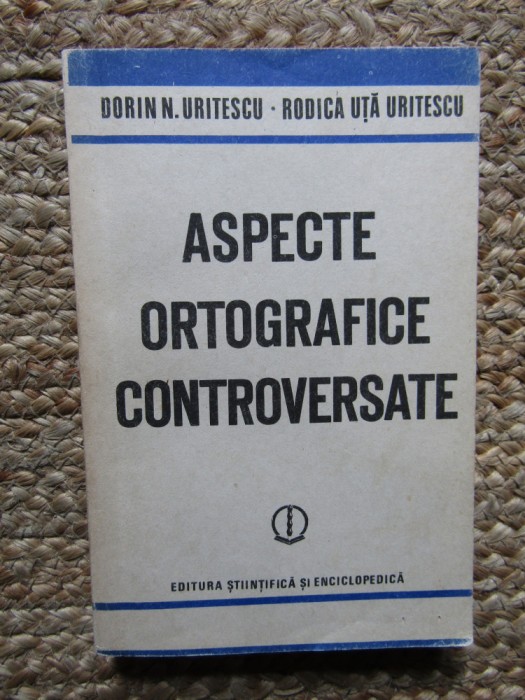 DORIN N. URITESCU · RODICA UȚĂ URITESCU
ASPECTE
ORTOGRAFICE
CONTROVERSATE
EDITURA ȘTIINȚIFICĂ ȘI ENCICLOPEDICĂ